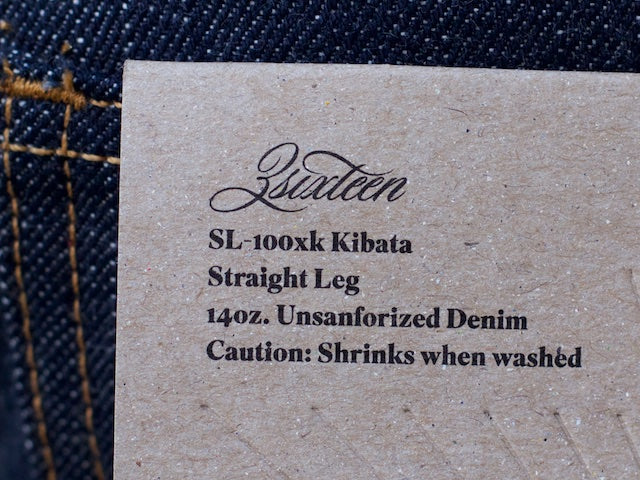 3sixteen
SL-100xk Kibata
Straight Leg
14oz. Unsanforized Denim
Caution: Shrinks when washed